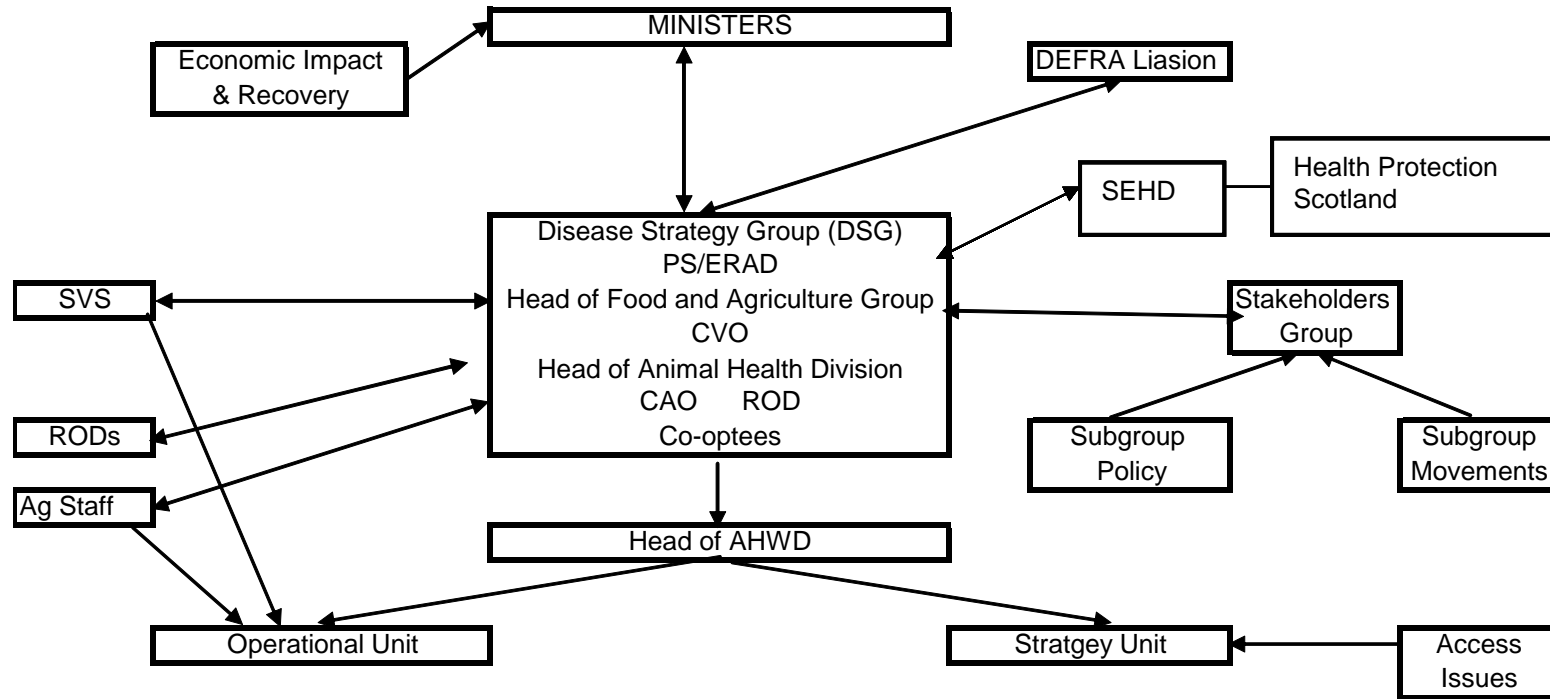 MINISTERS
Economic Impact
& Recovery
DEFRA Liasion
SEHD
Health Protection
Scotland
Disease Strategy Group (DSG)
PS/ERAD
Head of Food and Agriculture Group
CVO
Head of Animal Health Division
CAO ROD
Co-optees
SVS
Stakeholders
Group
RODs
Subgroup
Policy
Subgroup
Movements
Ag Staff
Head of AHWD
Operational Unit
Stratgey Unit
Access
Issues